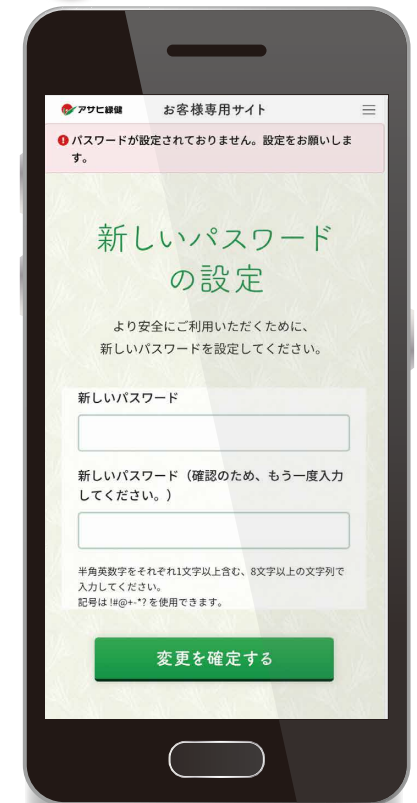 アサヒ緑健
お客様専用サイト
パスワードが設定されておりません。設定をお願いしま
す。
新しいパスワード
の設定
より安全にご利用いただくために、
新しいパスワードを設定してください。
新しいパスワード
新しいパスワード（確認のため、もう一度入力
してください。）
半角英数字をそれぞれ1文字以上含む、8文字以上の文字列で
入力してください。
記号は !#@+-*? を使用できます。
変更を確定する